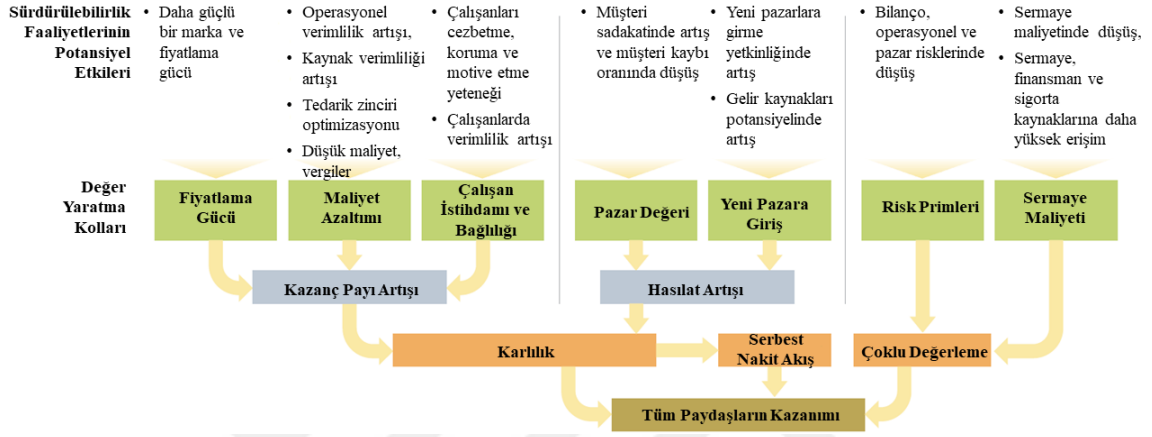 Sürdürülebilirlik
Faaliyetlerinin
Potansiyel
Etkileri
• Daha güçlü
bir marka ve
fiyatlama
gücü
• Operasyonel
verimlilik artışı,
• Kaynak verimliliği
artışı
• Tedarik zinciri
optimizasyonu
• Düşük maliyet,
vergiler
• Çalışanları
cezbetme,
koruma ve
motive etme
yeteneği
• Çalışanlarda
verimlilik artışı
• Müşteri
sadakatinde artış
ve müşteri kaybı
oranında düşüş
• Yeni pazarlara
girme
yetkinliğinde
artış
• Gelir kaynakları
potansiyelinde
artış
• Bilanço,
operasyonel ve
pazar risklerinde
düşüş
• Sermaye
maliyetinde düşüş,
• Sermaye,
finansman ve
sigorta
kaynaklarına daha
yüksek erişim
Değer
Yaratma
Kolları
Fiyatlama
Gücü
Maliyet
Azaltımı
Çalışan
İstihdamı ve
Bağlılığı
Pazar Değeri
Yeni Pazara
Giriş
Risk Primleri
Sermaye
Maliyeti
Kazanç Payı Artışı
Hasılat Artışı
Karlılık
Serbest
Nakit Akış
Çoklu Değerleme
Tüm Paydaşların Kazanımı